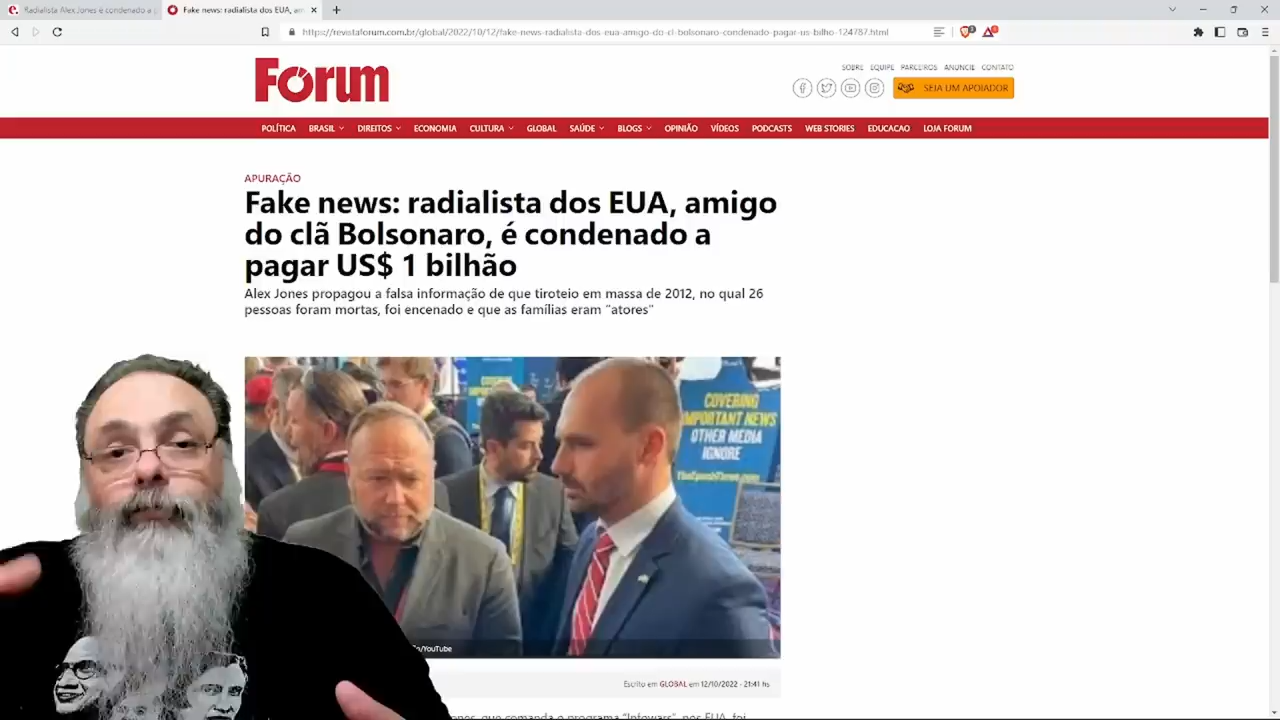 Radialista Alex Jones é condenado a p
Fake news: radialista dos EUA, am
https://revistaforum.com.br/global/2022/10/12/fake-news-radialista-dos-eua-amigo-do-cl-bolsonaro-condenado-pagar-us-bilho-124787.html
Forum
SOBRE EQUIPE PARCEIROS ANUNCIE CONTATO
SEJA UM APOIADOR
POLÍTICA BRASIL DIREITOS ECONOMIA CULTURA GLOBAL SAÚDE BLOGS OPINIÃO VÍDEOS PODCASTS WEB STORIES EDUCACAO LOJA FORUM
APURAÇÃO
Fake news: radialista dos EUA, amigo
do clã Bolsonaro, é condenado a
pagar US$ 1 bilhão
Alex Jones propagou a falsa informação de que tiroteio em massa de 2012, no qual 26
pessoas foram mortas, foi encenado e que as famílias eram "atores"
COVERING
IMPORTANT NEWS
OTHER MEDIA
IGNORE
TheEpochTimes.com
/YouTube
Escrito em GLOBAL em 12/10/2022 - 21:41 hs
que comanda o programa "Infowars", nos EUA, foi